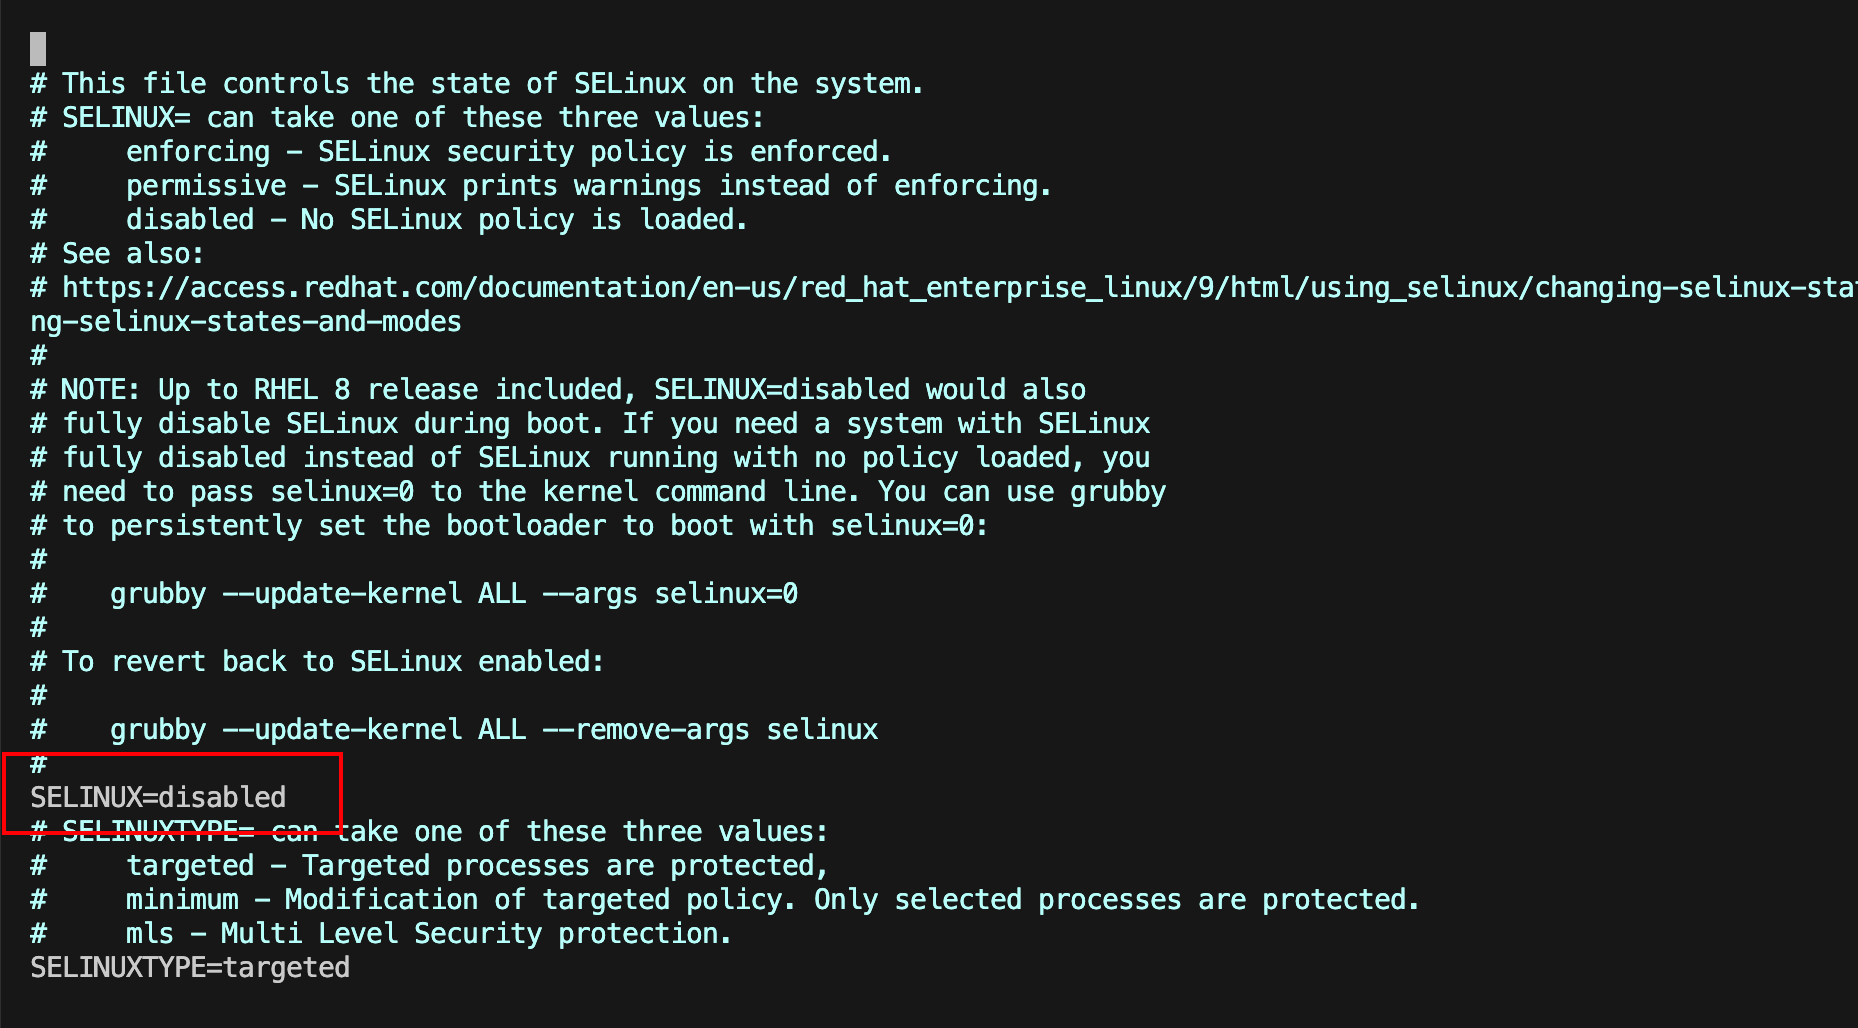 # This file controls the state of SELinux on the system.
# SELINUX= can take one of these three values:
#     enforcing - SELinux security policy is enforced.
#     permissive - SELinux prints warnings instead of enforcing.
#     disabled - No SELinux policy is loaded.
# See also:
# https://access.redhat.com/documentation/en-us/red_hat_enterprise_linux/9/html/using_selinux/changing-selinux-sta
ng-selinux-states-and-modes
#
# NOTE: Up to RHEL 8 release included, SELINUX=disabled would also
# fully disable SELinux during boot. If you need a system with SELinux
# fully disabled instead of SELinux running with no policy loaded, you
# need to pass selinux=0 to the kernel command line. You can use grubby
# to persistently set the bootloader to boot with selinux=0:
#
#    grubby --update-kernel ALL --args selinux=0
#
# To revert back to SELinux enabled:
#
#    grubby --update-kernel ALL --remove-args selinux
#
SELINUX=disabled
# SELINUXTYPE= can take one of these three values:
#     targeted - Targeted processes are protected,
#     minimum - Modification of targeted policy. Only selected processes are protected.
#     mls - Multi Level Security protection.
SELINUXTYPE=targeted